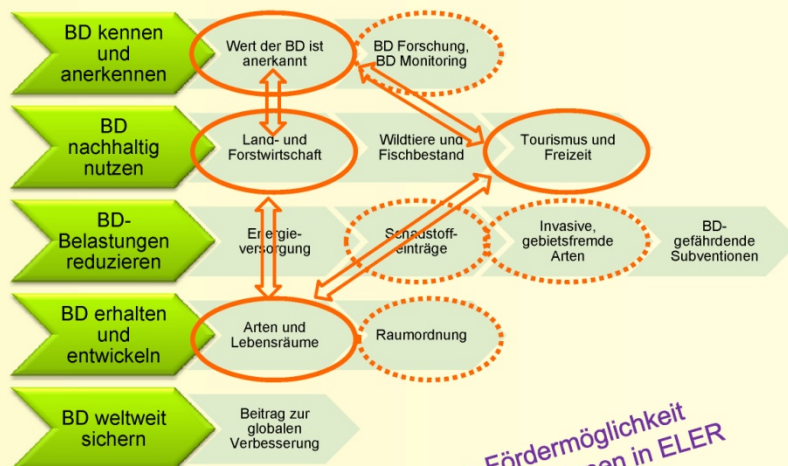 BD kennen
und
anerkennen
Wert der BD ist
anerkannt
BD Forschung,
BD Monitoring
BD
nachhaltig
nutzen
Land- und
Forstwirtschaft
Wildtiere und
Fischbestand
Tourismus und
Freizeit
BD-
Belastungen
reduzieren
Energie-
versorgung
Schadstoff-
einträge
Invasive,
gebietsfremde
Arten
BD-
gefährdende
Subventionen
BD erhalten
und
entwickeln
Arten und
Lebensräume
Raumordnung
BD weltweit
sichern
Beitrag zur
globalen
Verbesserung
Fördermöglichkeit
in ELER